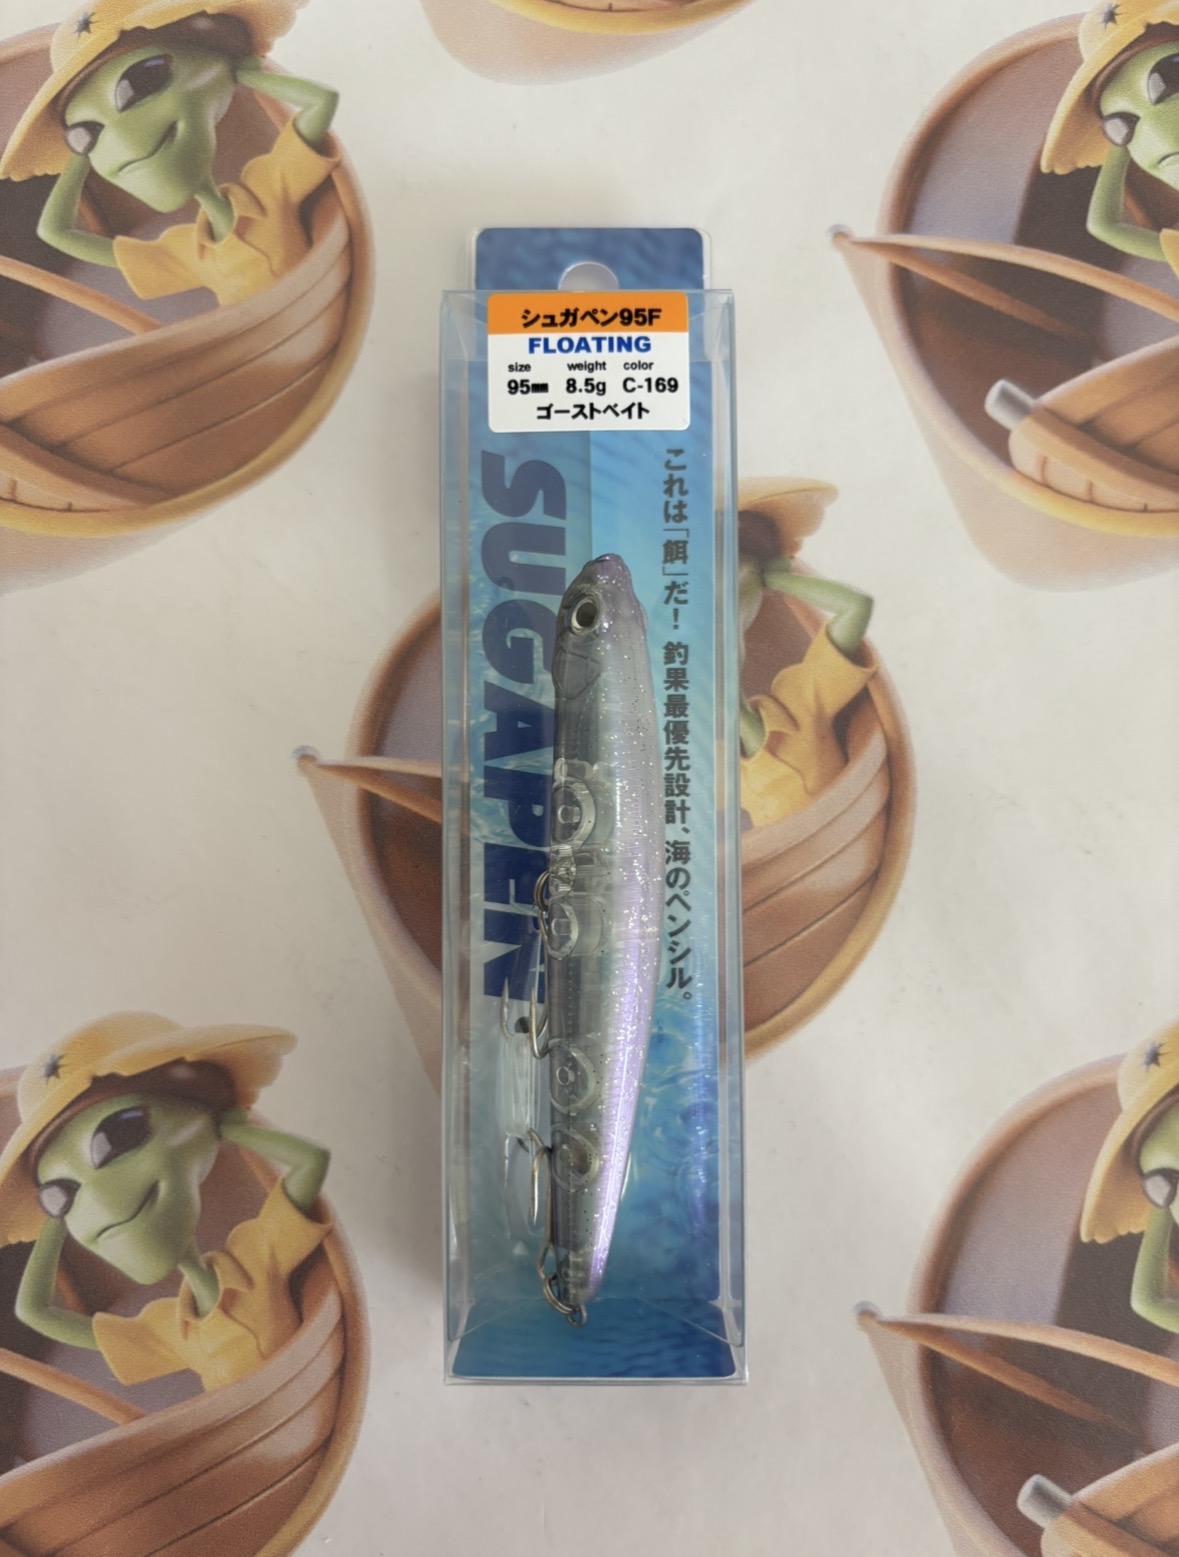 シュガペン95F
FLOATING
size weight color
95mm 8.5g C-169
ゴーストベイト
SUGAPEN
これは「餌」だ！釣果最優先設計、海のペンシル。